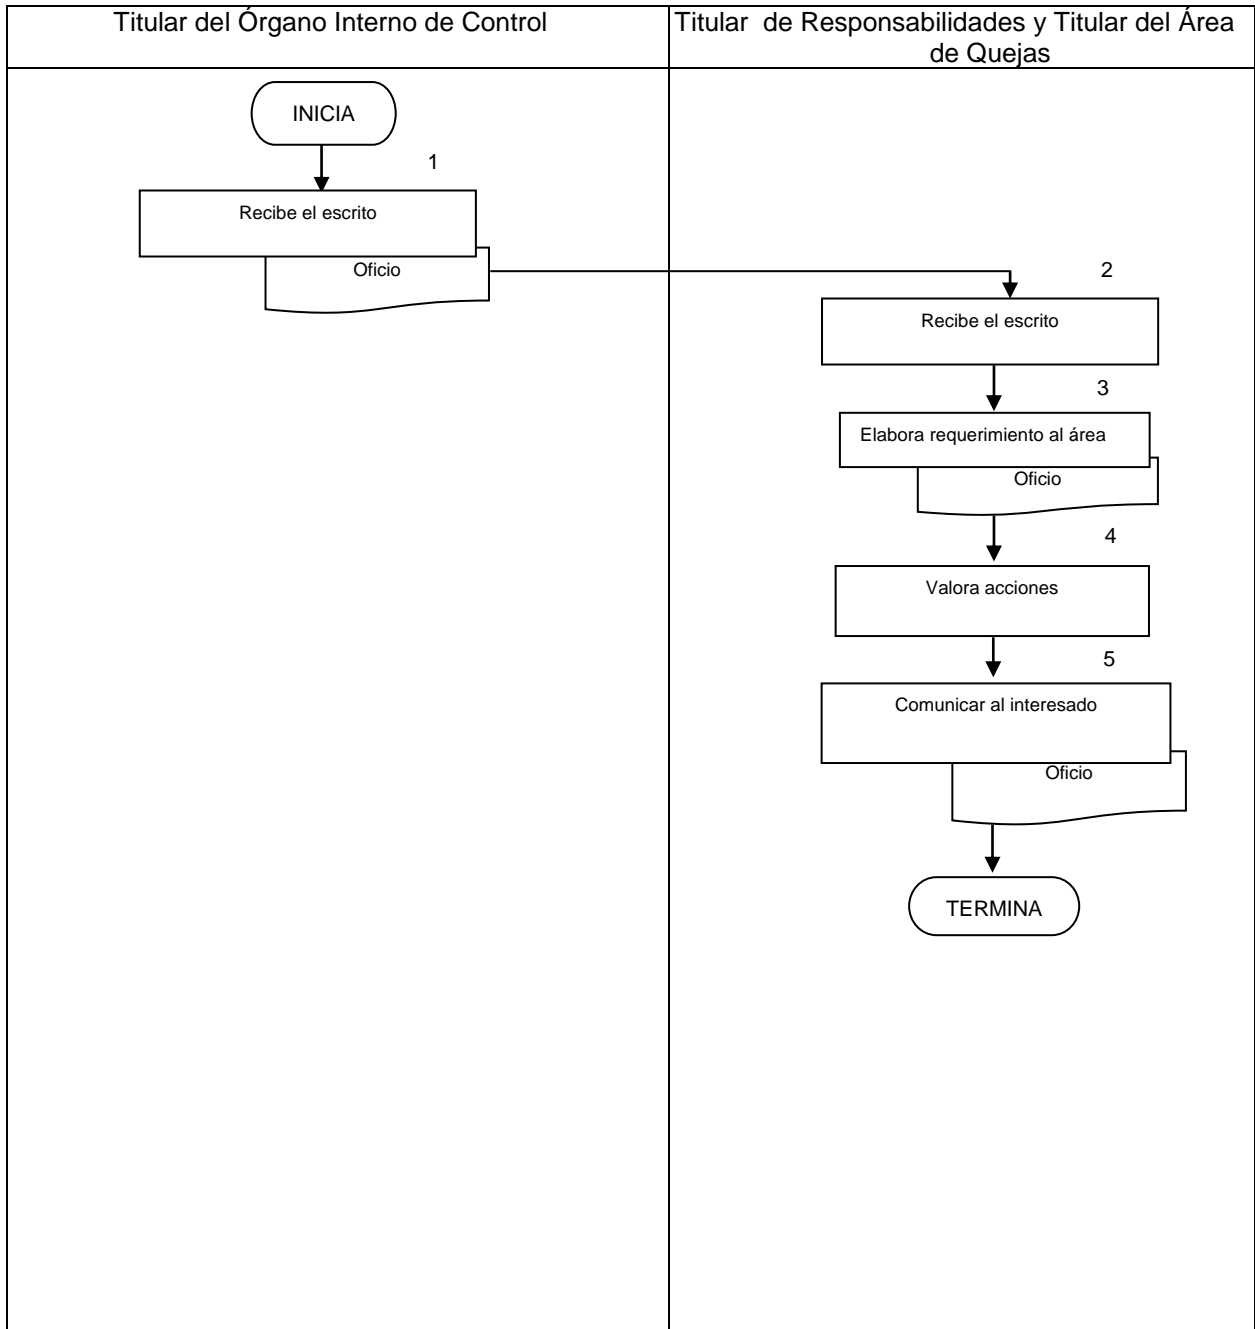 Titular del Órgano Interno de Control
Titular de Responsabilidades y Titular del Área
de Quejas
INICIA
1
Recibe el escrito
Oficio
2
Recibe el escrito
3
Elabora requerimiento al área
Oficio
4
Valora acciones
5
Comunicar al interesado
Oficio
TERMINA